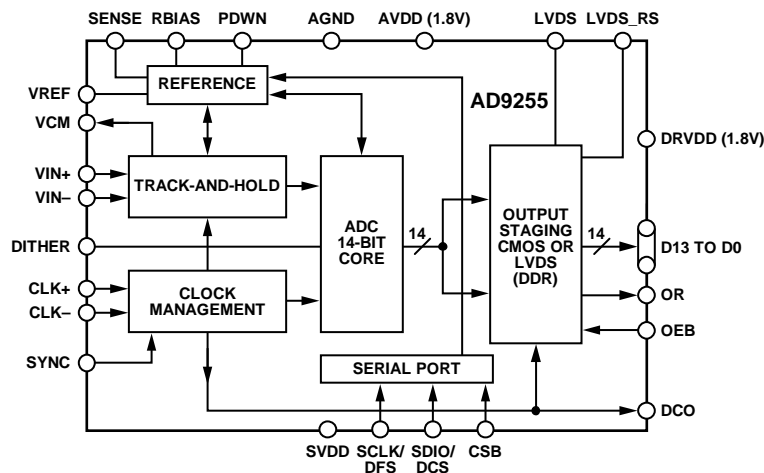 SENSE RBIAS PDWN AGND AVDD (1.8V) LVDS LVDS_RS
REFERENCE
AD9255
VREF
VCM
DRVDD (1.8V)
VIN+
VIN–
TRACK-AND-HOLD
ADC
14-BIT
CORE
14
OUTPUT
STAGING
CMOS OR
LVDS
(DDR)
14
D13 TO D0
DITHER
CLK+
CLK–
CLOCK
MANAGEMENT
OR
OEB
SYNC
SERIAL PORT
DCO
SVDD
SCLK/
DFS
SDIO/
DCS
CSB